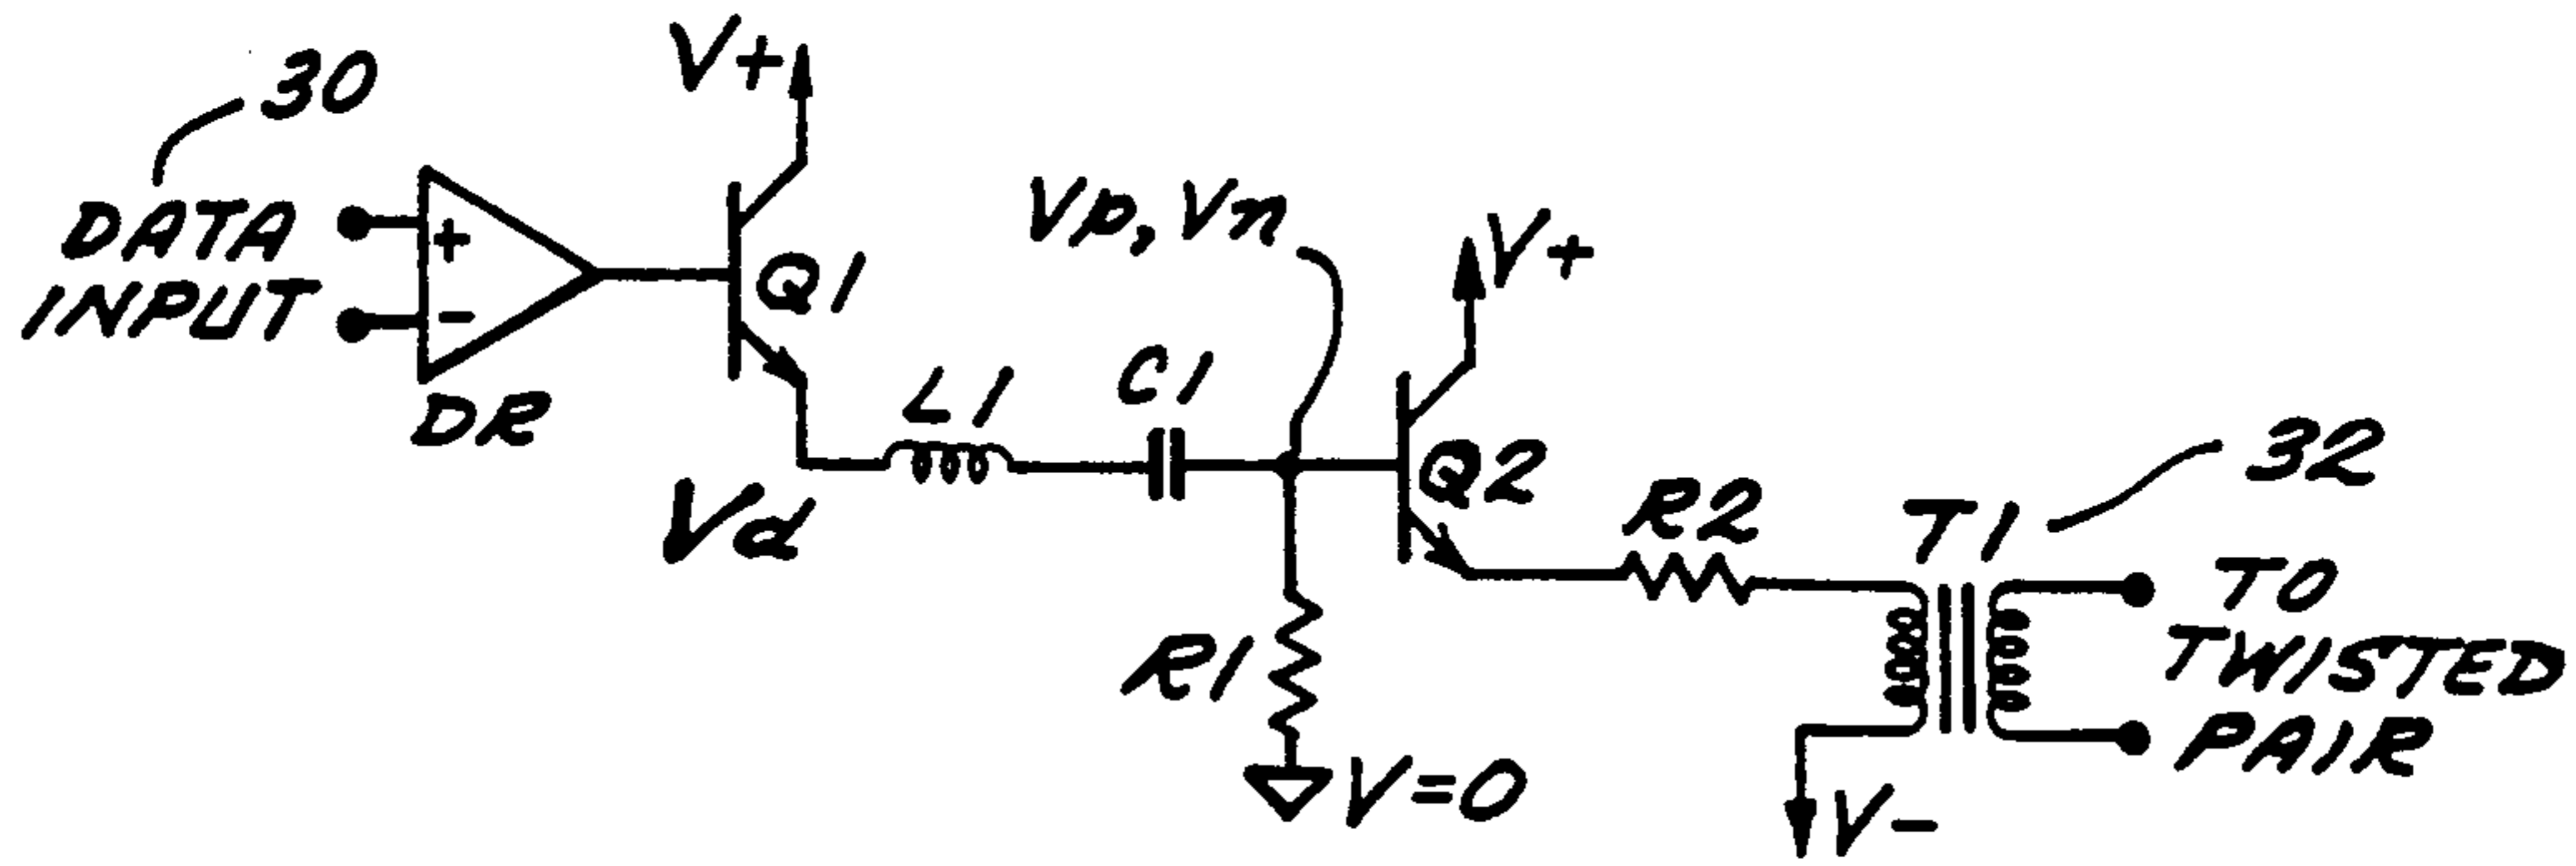 30
V+
DATA
INPUT
+
-
DR
Q1
Vp, Vn
V+
L1
C1
Vd
Q2
R2
T1
32
TO
TWISTED
PAIR
R1
V=0
V-